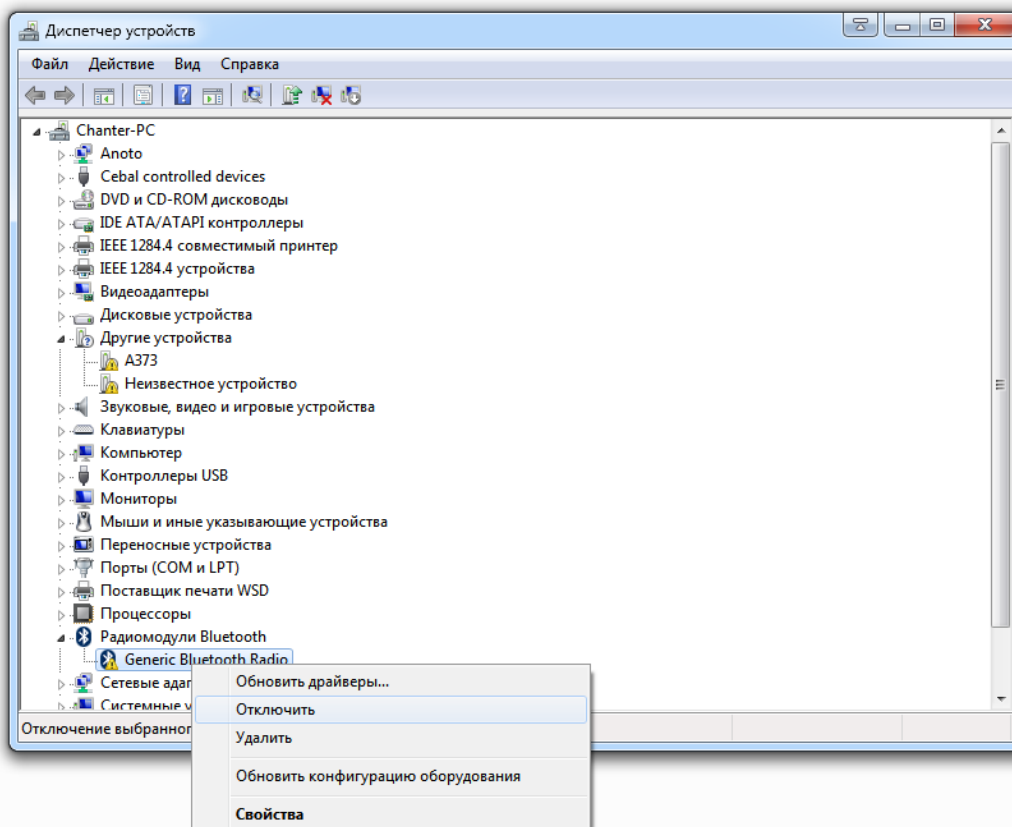 Диспетчер устройств
Файл Действие Вид Справка
Chanter-PC
Anoto
Cebal controlled devices
DVD и CD-ROM дисководы
IDE ATA/ATAPI контроллеры
IEEE 1284.4 совместимый принтер
IEEE 1284.4 устройства
Видеоадаптеры
Дисковые устройства
Другие устройства
A373
Неизвестное устройство
Звуковые, видео и игровые устройства
Клавиатуры
Компьютер
Контроллеры USB
Мониторы
Мыши и иные указывающие устройства
Переносные устройства
Порты (COM и LPT)
Поставщик печати WSD
Процессоры
Радиомодули Bluetooth
Generic Bluetooth Radio
Сетевые адап
Системные у
Отключение выбранног
Обновить драйверы...
Отключить
Удалить
Обновить конфигурацию оборудования
Свойства